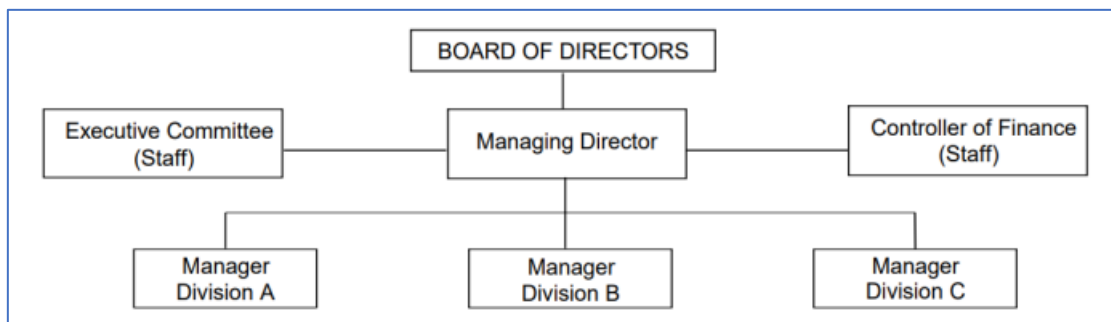 BOARD OF DIRECTORS
Executive Committee
(Staff)
Managing Director
Controller of Finance
(Staff)
Manager
Division A
Manager
Division B
Manager
Division C